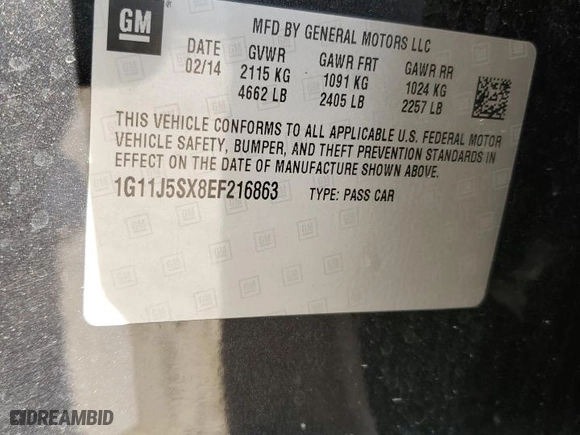 GM
MFD BY GENERAL MOTORS LLC
DATE GVWR GAWR FRT GAWR RR
02/14 2115 KG 1091 KG 1024 KG
4662 LB 2405 LB 2257 LB
THIS VEHICLE CONFORMS TO ALL APPLICABLE U.S. FEDERAL MOTOR
VEHICLE SAFETY, BUMPER, AND THEFT PREVENTION STANDARDS IN
EFFECT ON THE DATE OF MANUFACTURE SHOWN ABOVE.
1G11J5SX8EF216863 TYPE: PASS CAR
DREAMBID